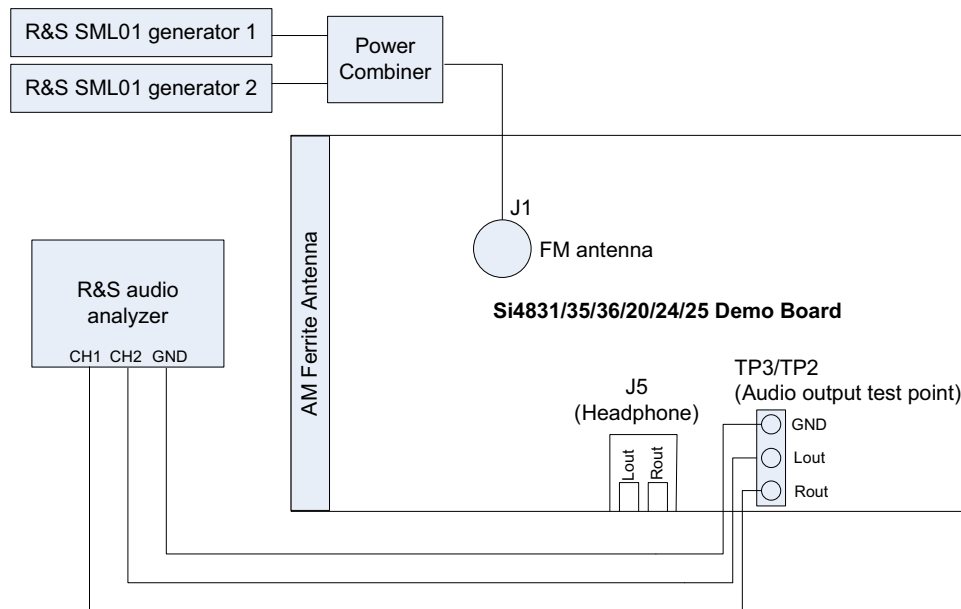 R&S SML01 generator 1
R&S SML01 generator 2
Power
Combiner
J1
FM antenna
AM Ferrite Antenna
Si4831/35/36/20/24/25 Demo Board
R&S audio
analyzer
CH1 CH2 GND
J5
(Headphone)
Lout
Rout
TP3/TP2
(Audio output test point)
GND
Lout
Rout